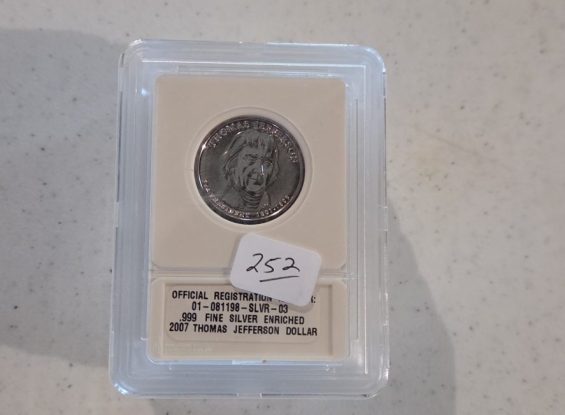 THOMAS JEFFERSON
252
OFFICIAL REGISTRATION
01-081198-SLVR-03
.999 FINE SILVER ENRICHED
2007 THOMAS JEFFERSON DOLLAR